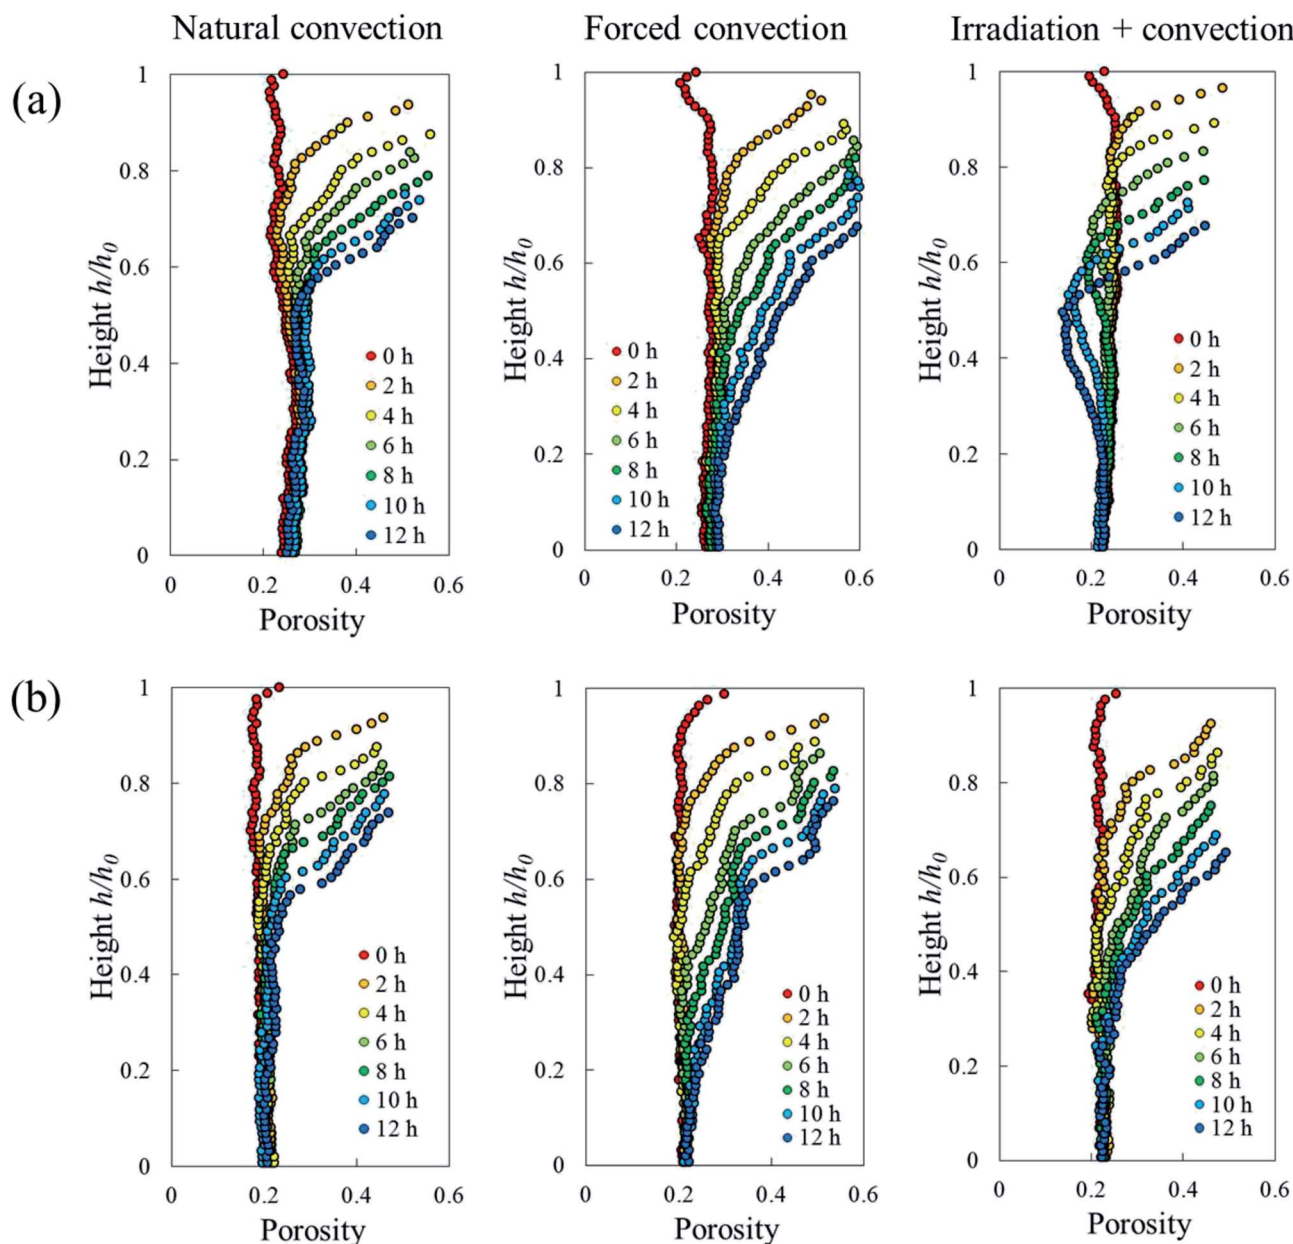 Natural convection
Forced convection
Irradiation + convection
(a)
1
0.8
0.6
0.4
0.2
0
Height h/h0
0 h
2 h
4 h
6 h
8 h
10 h
12 h
0
0.2
0.4
0.6
Porosity
1
0.8
0.6
0.4
0.2
0
Height h/h0
0 h
2 h
4 h
6 h
8 h
10 h
12 h
0
0.2
0.4
0.6
Porosity
1
0.8
0.6
0.4
0.2
0
Height h/h0
0 h
2 h
4 h
6 h
8 h
10 h
12 h
0
0.2
0.4
0.6
Porosity
(b)
1
0.8
0.6
0.4
0.2
0
Height h/h0
0 h
2 h
4 h
6 h
8 h
10 h
12 h
0
0.2
0.4
0.6
Porosity
1
0.8
0.6
0.4
0.2
0
Height h/h0
0 h
2 h
4 h
6 h
8 h
10 h
12 h
0
0.2
0.4
0.6
Porosity
1
0.8
0.6
0.4
0.2
0
Height h/h0
0 h
2 h
4 h
6 h
8 h
10 h
12 h
0
0.2
0.4
0.6
Porosity